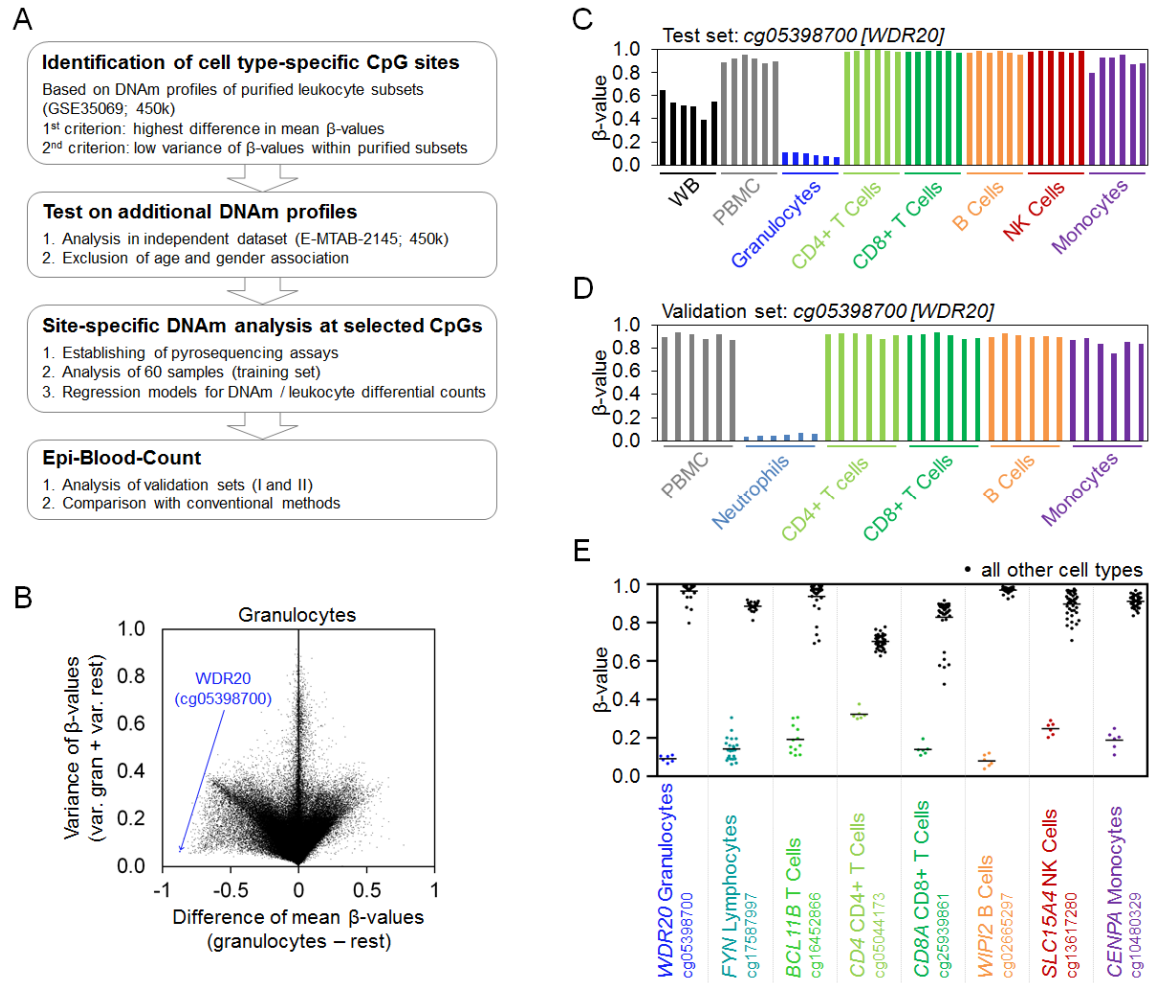 A
Identification of cell type-specific CpG sites
Based on DNAm profiles of purified leukocyte subsets
(GSE35069; 450k)
1st criterion: highest difference in mean β-values
2nd criterion: low variance of β-values within purified subsets
Test on additional DNAm profiles
1. Analysis in independent dataset (E-MTAB-2145; 450k)
2. Exclusion of age and gender association
Site-specific DNAm analysis at selected CpGs
1. Establishing of pyrosequencing assays
2. Analysis of 60 samples (training set)
3. Regression models for DNAm / leukocyte differential counts
Epi-Blood-Count
1. Analysis of validation sets (I and II)
2. Comparison with conventional methods
B
Granulocytes
WDR20
(cg05398700)
Variance of β-values
(var. gran + var. rest)
1.0
0.8
0.6
0.4
0.2
0.0
-1
-0.5
0
0.5
1
Difference of mean β-values
(granulocytes – rest)
C
Test set: cg05398700 [WDR20]
β-value
1.0
0.8
0.6
0.4
0.2
0.0
WB
PBMC
Granulocytes
CD4+ T Cells
CD8+ T Cells
B Cells
NK Cells
Monocytes
D
Validation set: cg05398700 [WDR20]
β-value
1.0
0.8
0.6
0.4
0.2
0.0
PBMC
Neutrophils
CD4+ T cells
CD8+ T Cells
B Cells
Monocytes
E
• all other cell types
β-value
1.0
0.8
0.6
0.4
0.2
0.0
WDR20 Granulocytes
cg05398700
FYN Lymphocytes
cg17587997
BCL11B T Cells
cg16452866
CD4 CD4+ T Cells
cg05044173
CD8A CD8+ T Cells
cg25939861
WIPI2 B Cells
cg02665297
SLC15A4 NK Cells
cg13617280
CENPA Monocytes
cg10480329